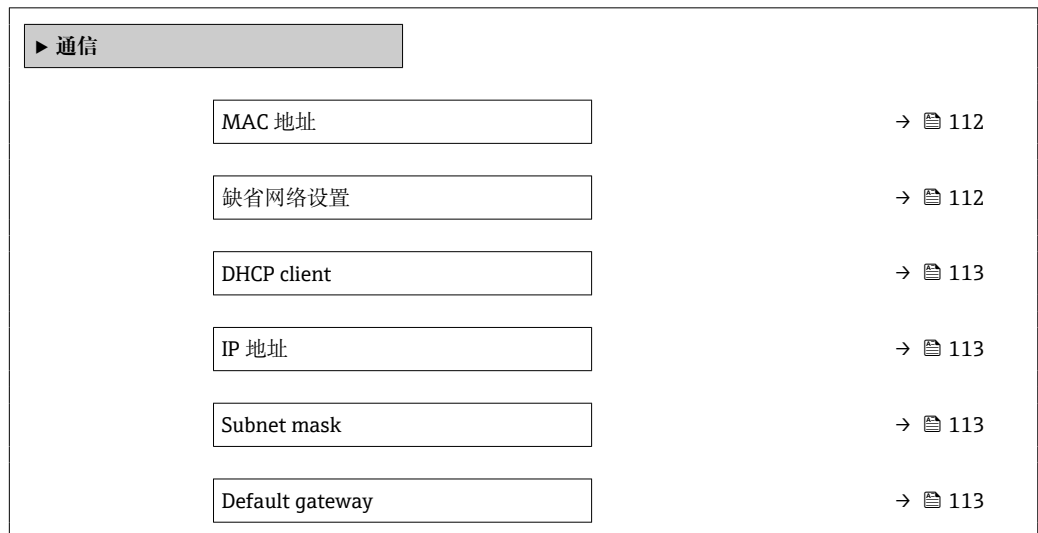 ▶ 通信
MAC 地址 → 112
缺省网络设置 → 112
DHCP client → 113
IP 地址 → 113
Subnet mask → 113
Default gateway → 113